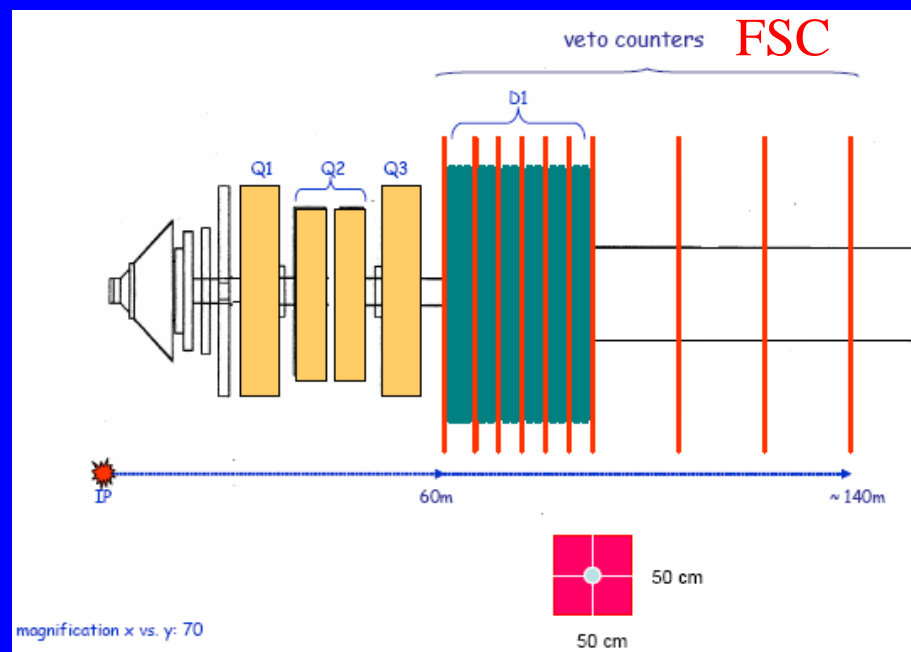 veto counters FSC
D1
Q1 Q2 Q3
IP 60m ~140m
50 cm
50 cm
magnification x vs. y: 70